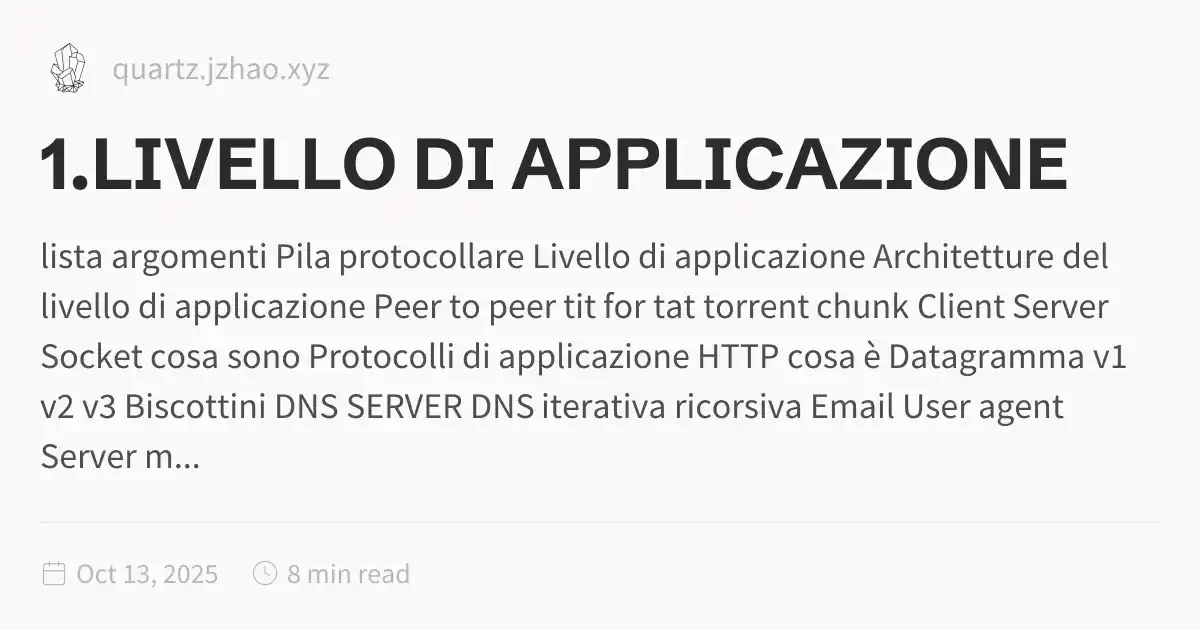 quartz.jzhao.xyz
1.LIVELLO DI APPLICAZIONE
lista argomenti Pila protocollare Livello di applicazione Architetture del
livello di applicazione Peer to peer tit for tat torrent chunk Client Server
Socket cosa sono Protocolli di applicazione HTTP cosa è Datagramma v1
v2 v3 Biscottini DNS SERVER DNS iterativa ricorsiva Email User agent
Server m...
Oct 13, 2025 8 min read